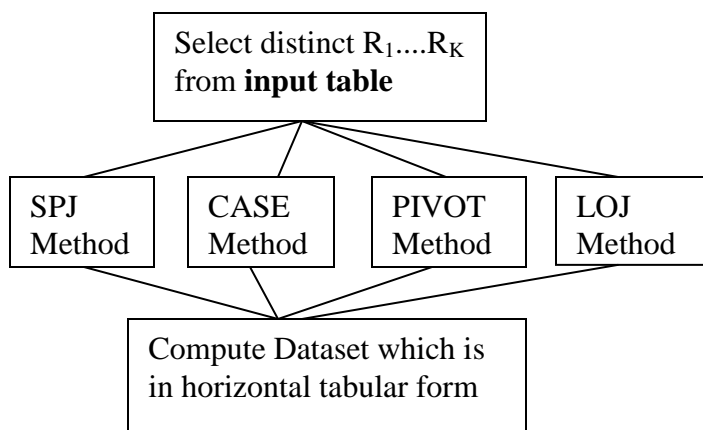 Select distinct R₁....R_K
from input table
SPJ
Method
CASE
Method
PIVOT
Method
LOJ
Method
Compute Dataset which is
in horizontal tabular form